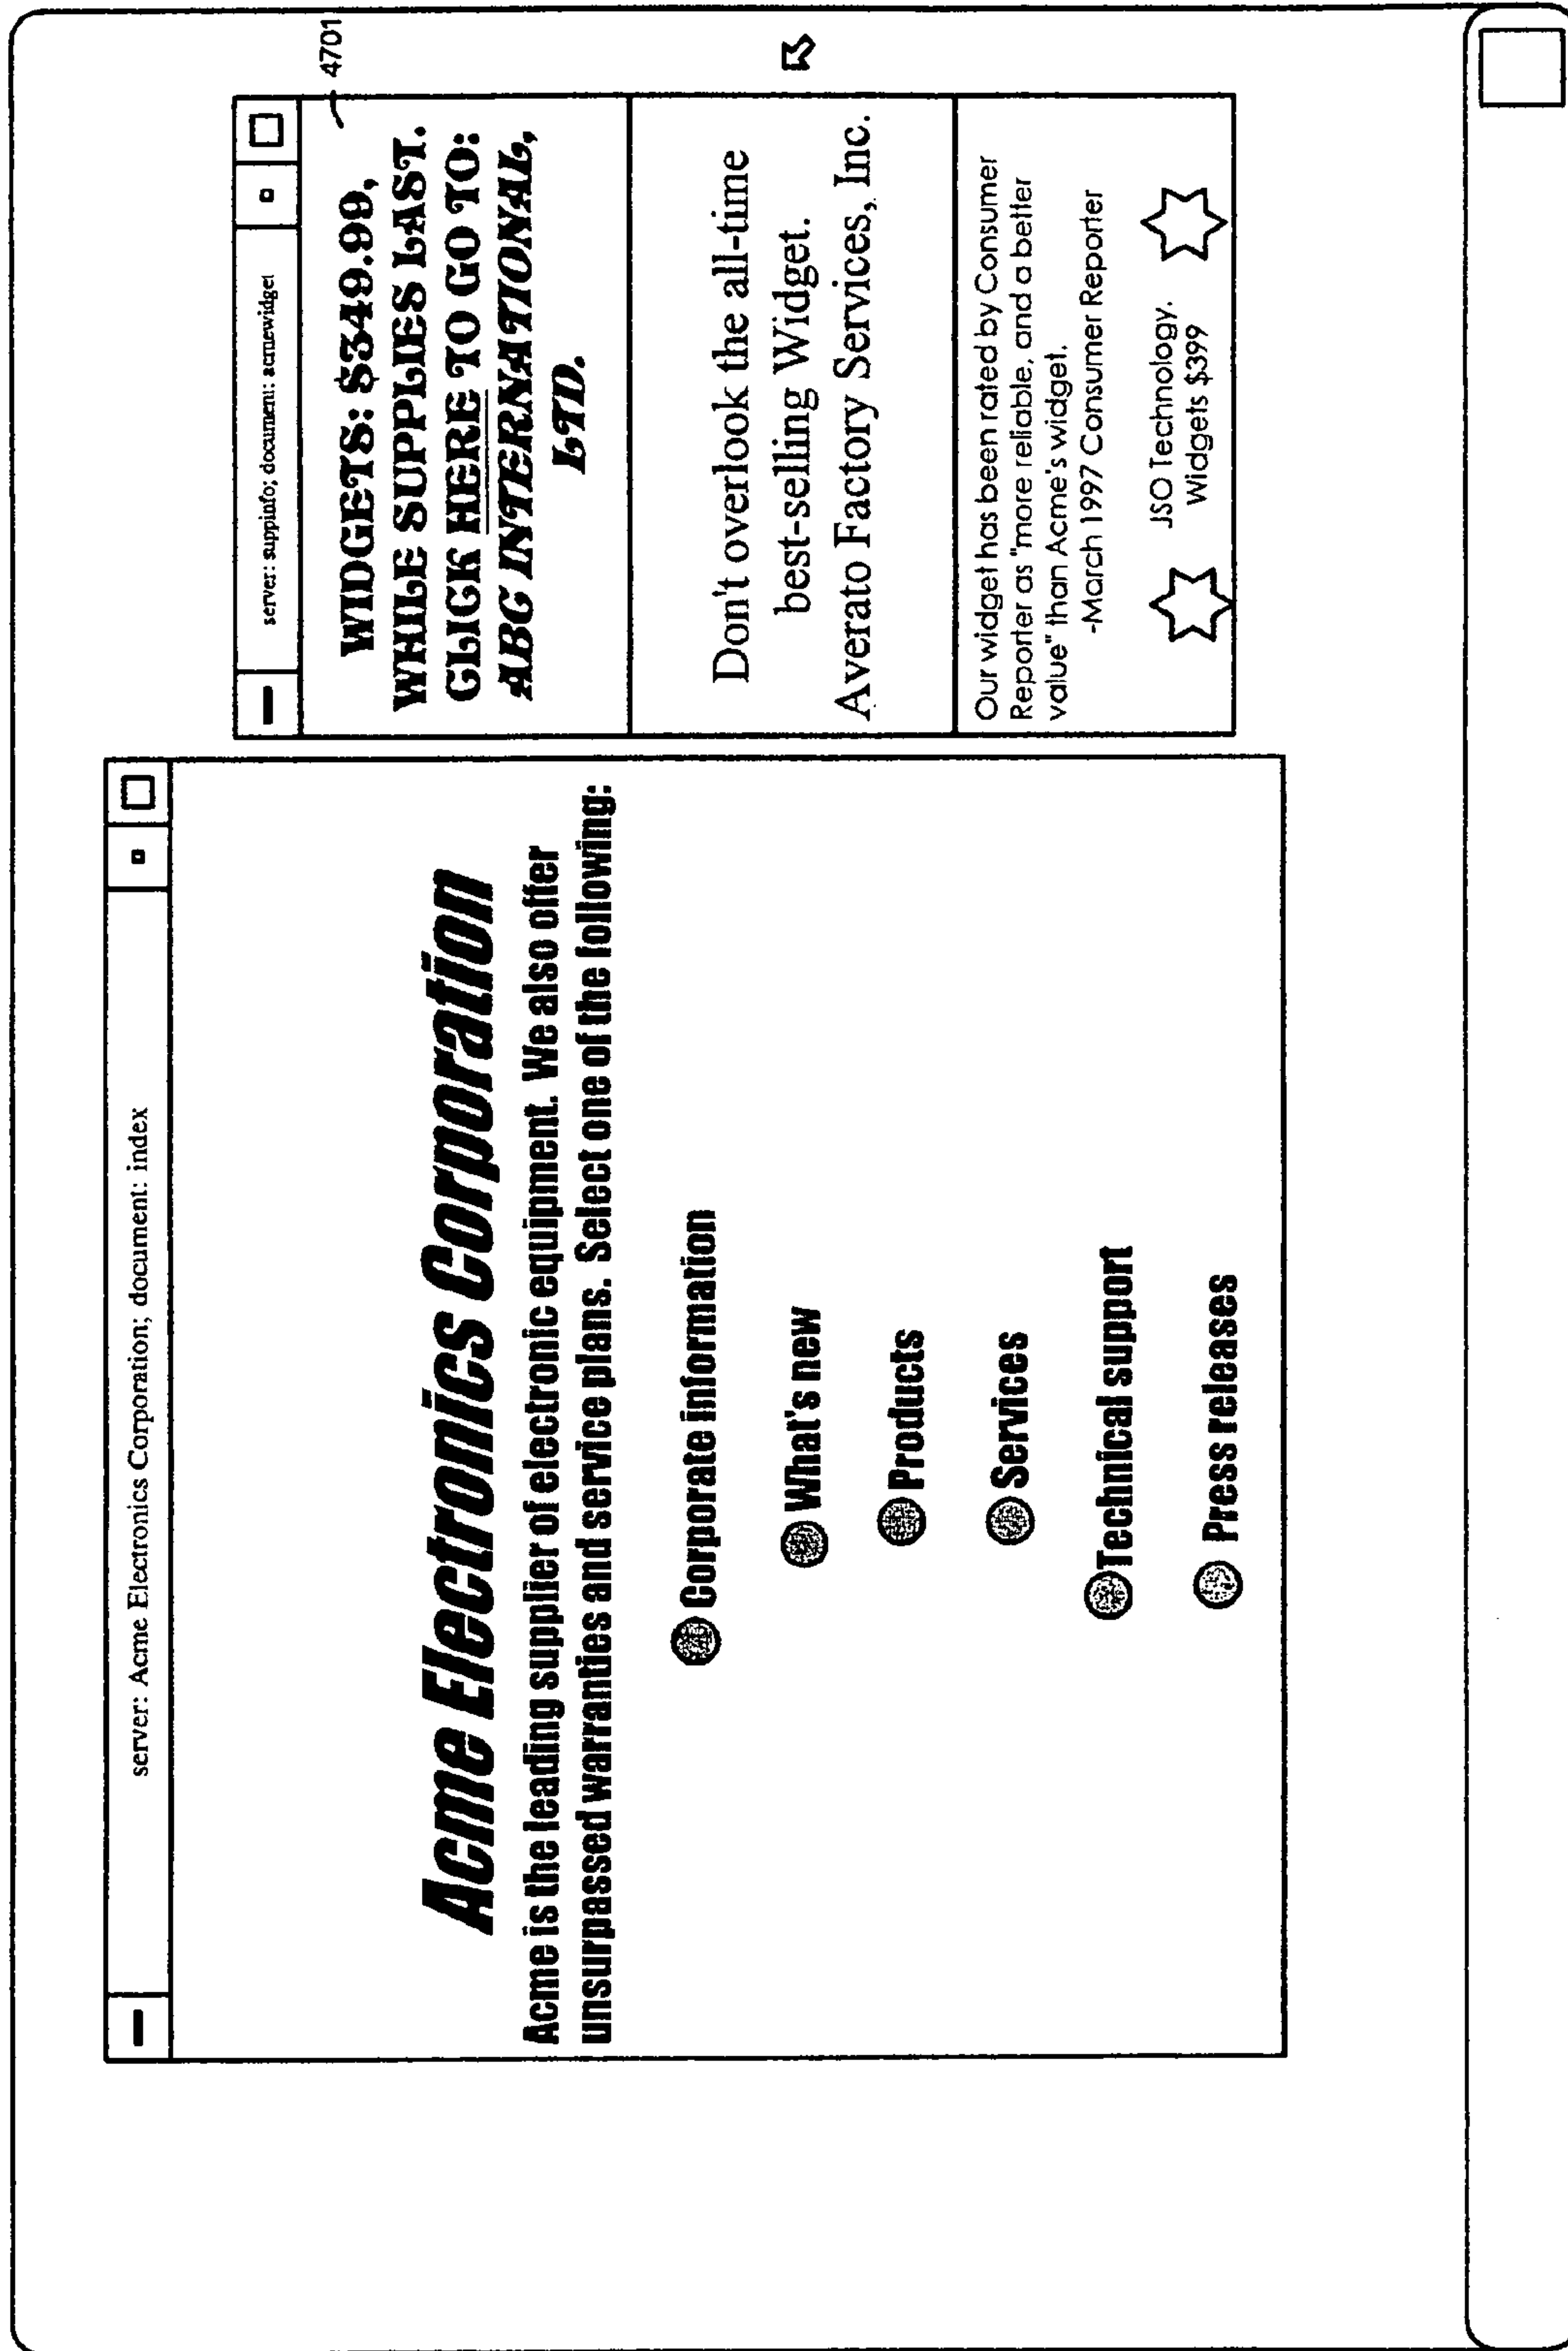 server: Acme Electronics Corporation; document: index
Acme Electronics Corporation
Acme is the leading supplier of electronic equipment. We also offer
unsurpassed warranties and service plans. Select one of the following:
Corporate information
What's new
Products
Services
Technical support
Press releases
server: suppinfo; document: acmewidget
4701
WIDGETS: $349.99,
WHILE SUPPLIES LAST.
CLICK HERE TO GO TO:
ABC INTERNATIONAL,
LTD.
Don't overlook the all-time
best-selling Widget.
Averato Factory Services, Inc.
Our widget has been rated by Consumer
Reporter as "more reliable, and a better
value" than Acme's widget.
-March 1997 Consumer Reporter
JSO Technology.
Widgets $399